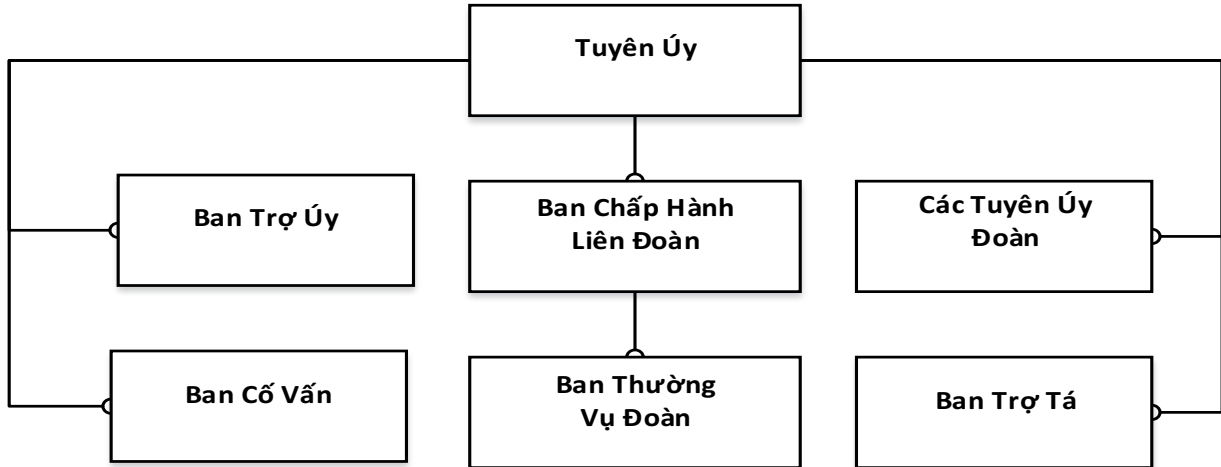 Tuyên Úy
Ban Trợ Úy
Ban Chấp Hành
Liên Đoàn
Các Tuyên Úy
Đoàn
Ban Cố Vấn
Ban Thường
Vụ Đoàn
Ban Trợ Tá